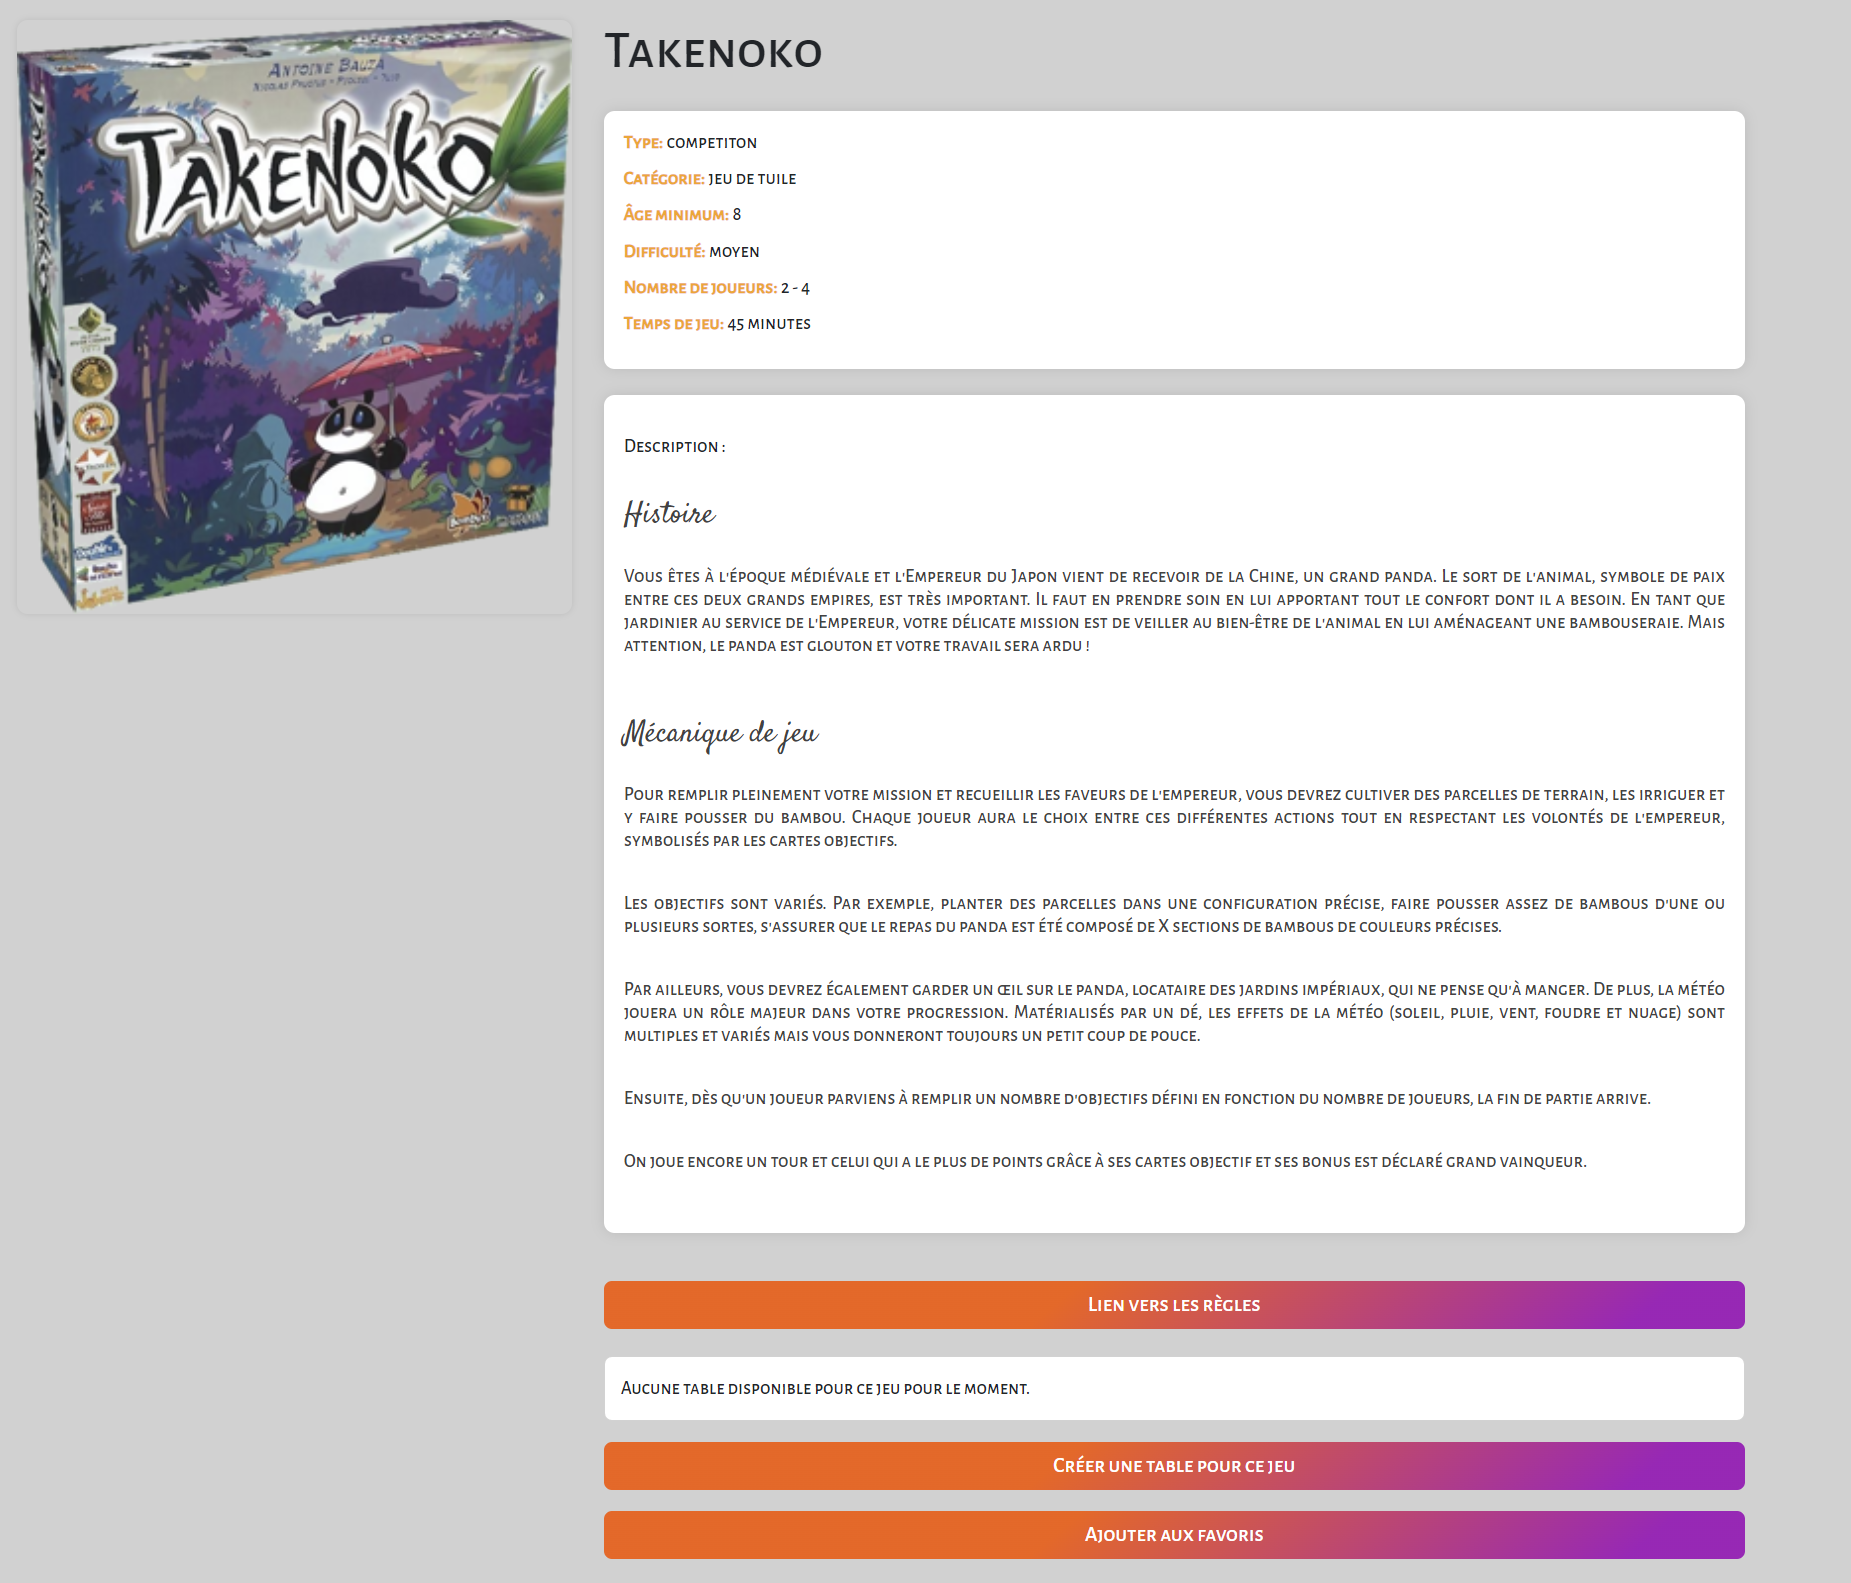 Takenoko
Antoine Bauza
Takenoko
Type: competiton
Catégorie: jeu de tuile
Âge minimum: 8
Difficulté: moyen
Nombre de joueurs: 2 - 4
Temps de jeu: 45 minutes
Description :
Histoire
Vous êtes à l'époque médiévale et l'Empereur du Japon vient de recevoir de la Chine, un grand panda. Le sort de l'animal, symbole de paix
entre ces deux grands empires, est très important. Il faut en prendre soin en lui apportant tout le confort dont il a besoin. En tant que
jardinier au service de l'Empereur, votre délicate mission est de veiller au bien-être de l'animal en lui aménageant une bambouseraie. Mais
attention, le panda est glouton et votre travail sera ardu !
Mécanique de jeu
Pour remplir pleinement votre mission et recueillir les faveurs de l'empereur, vous devrez cultiver des parcelles de terrain, les irriguer et
y faire pousser du bambou. Chaque joueur aura le choix entre ces différentes actions tout en respectant les volontés de l'empereur,
symbolisés par les cartes objectifs.
Les objectifs sont variés. Par exemple, planter des parcelles dans une configuration précise, faire pousser assez de bambous d'une ou
plusieurs sortes, s'assurer que le repas du panda est été composé de X sections de bambous de couleurs précises.
Par ailleurs, vous devrez également garder un œil sur le panda, locataire des jardins impériaux, qui ne pense qu'à manger. De plus, la météo
jouera un rôle majeur dans votre progression. Matérialisés par un dé, les effets de la météo (soleil, pluie, vent, foudre et nuage) sont
multiples et variés mais vous donneront toujours un petit coup de pouce.
Ensuite, dès qu'un joueur parviens à remplir un nombre d'objectifs défini en fonction du nombre de joueurs, la fin de partie arrive.
On joue encore un tour et celui qui a le plus de points grâce à ses cartes objectif et ses bonus est déclaré grand vainqueur.
Lien vers les règles
Aucune table disponible pour ce jeu pour le moment.
Créer une table pour ce jeu
Ajouter aux favoris